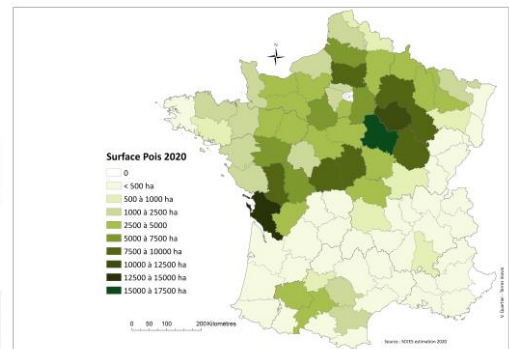 N
Surface Pois 2020
0
< 500 ha
500 à 1000 ha
1000 à 2500 ha
2500 à 5000
5000 à 7500 ha
7500 à 10000 ha
10000 à 12500 ha
12500 à 15000 ha
15000 à 17500 ha
0 50 100 200 Kilomètres
Source : SCEES estimation 2020